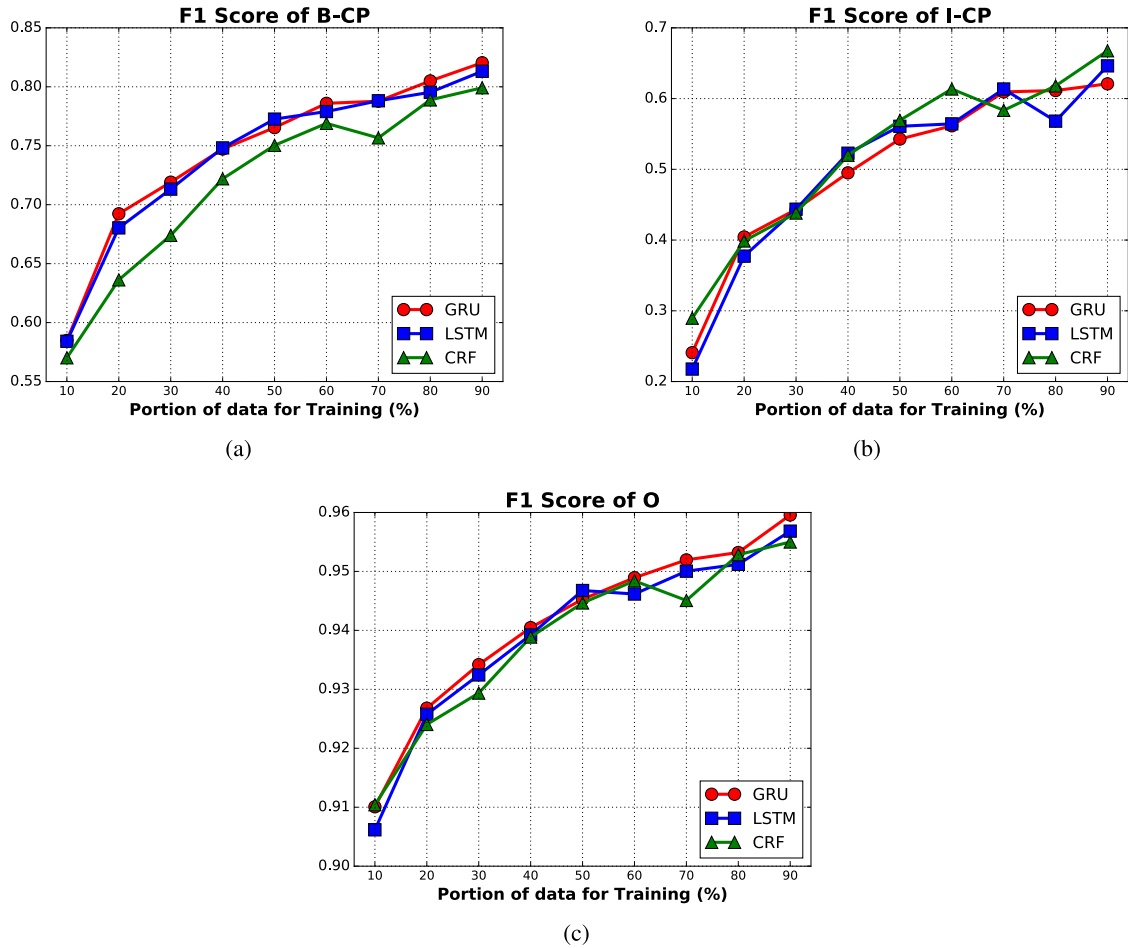 F1 Score of B-CP
0.85
0.80
0.75
0.70
0.65
0.60
0.55
10 20 30 40 50 60 70 80 90
Portion of data for Training (%)
GRU
LSTM
CRF
(a)
F1 Score of I-CP
0.7
0.6
0.5
0.4
0.3
0.2
10 20 30 40 50 60 70 80 90
Portion of data for Training (%)
GRU
LSTM
CRF
(b)
F1 Score of O
0.96
0.95
0.94
0.93
0.92
0.91
0.90
10 20 30 40 50 60 70 80 90
Portion of data for Training (%)
GRU
LSTM
CRF
(c)